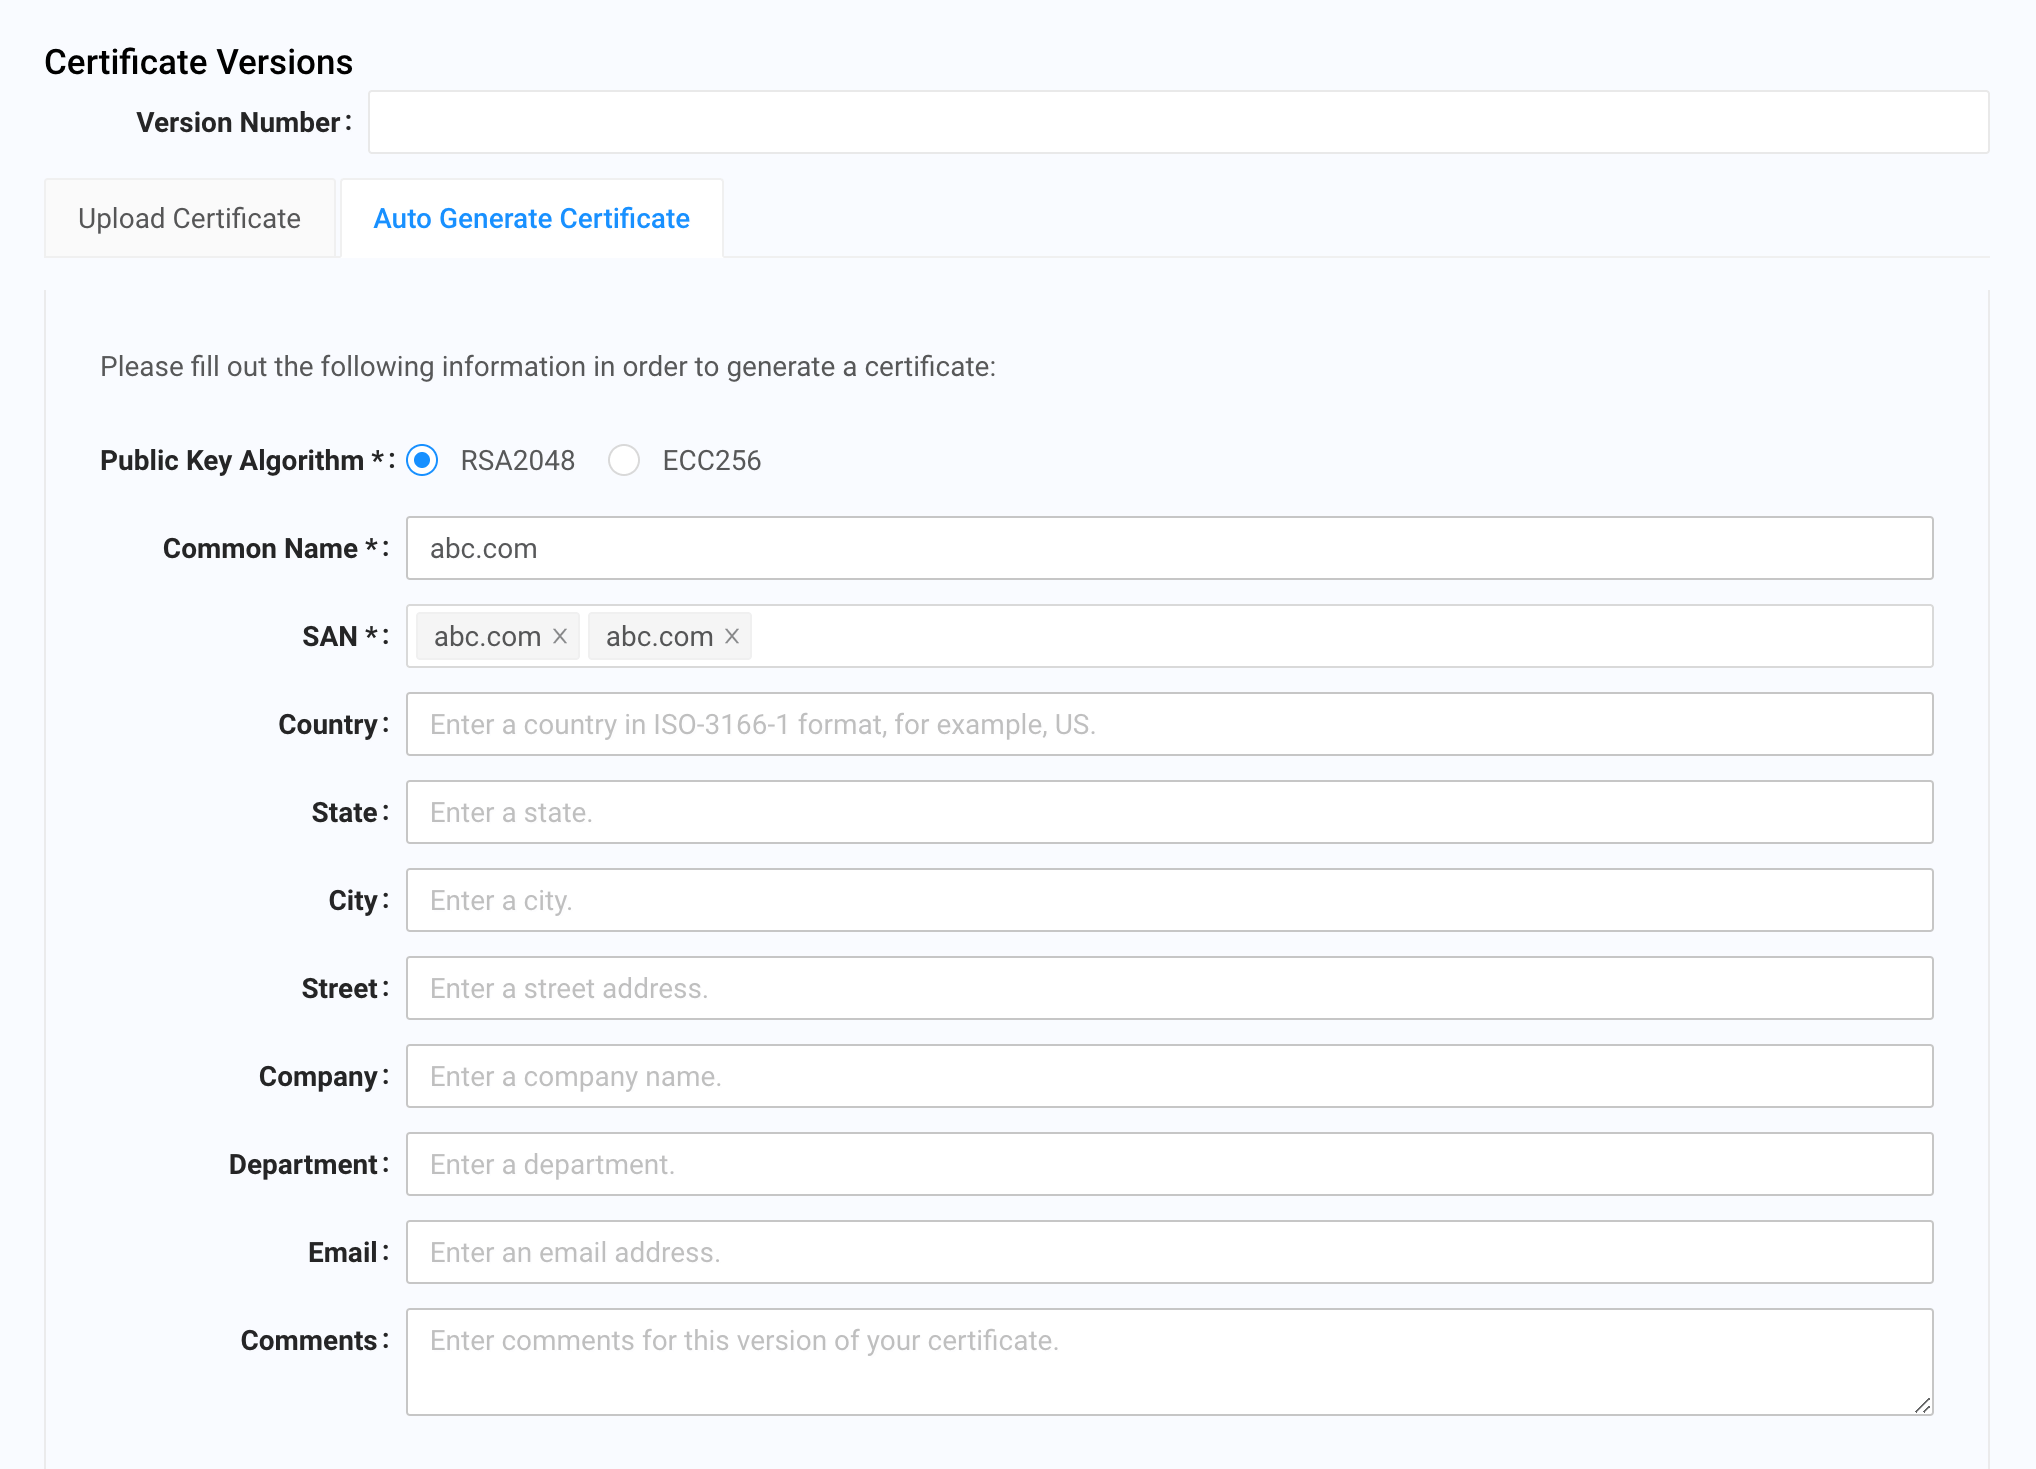 Certificate Versions
Version Number:
Upload Certificate Auto Generate Certificate
Please fill out the following information in order to generate a certificate:
Public Key Algorithm *: RSA2048 ECC256
Common Name *: abc.com
SAN *: abc.com abc.com
Country: Enter a country in ISO-3166-1 format, for example, US.
State: Enter a state.
City: Enter a city.
Street: Enter a street address.
Company: Enter a company name.
Department: Enter a department.
Email: Enter an email address.
Comments: Enter comments for this version of your certificate.